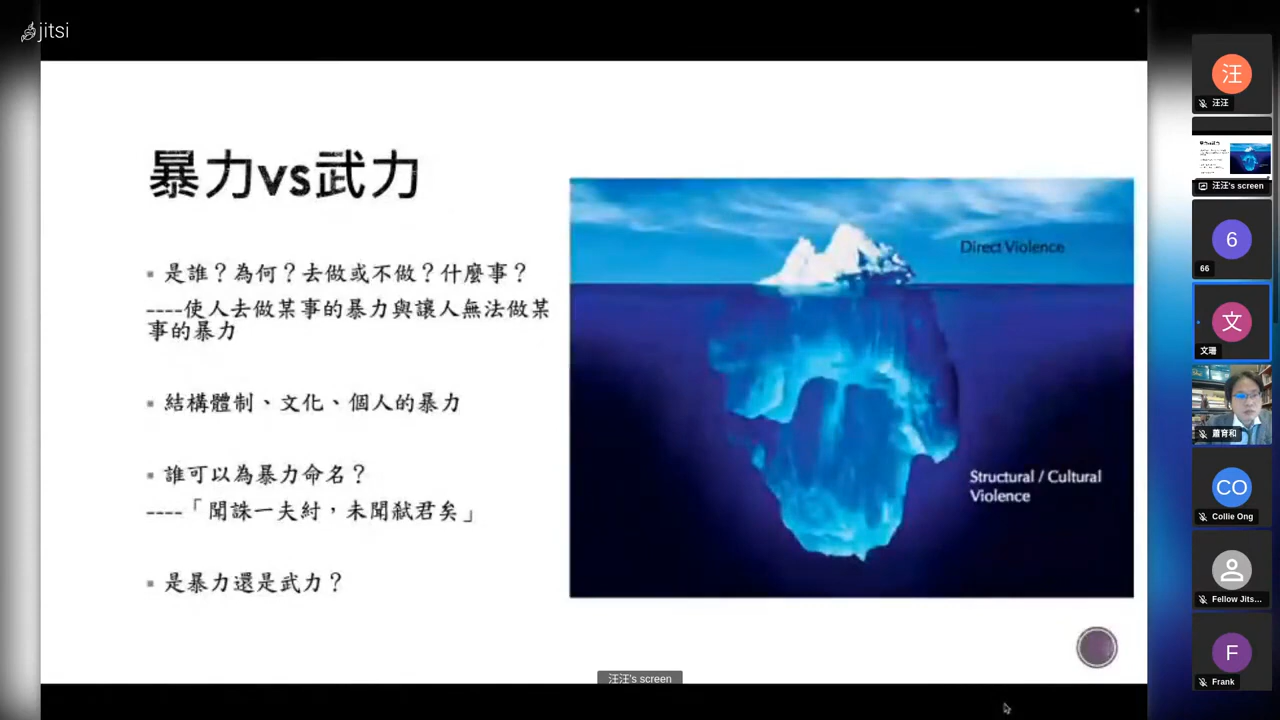 jitsi
暴力vs武力
▪ 是誰？為何？去做或不做？什麼事？
----使人去做某事的暴力與讓人無法做某
事的暴力
▪ 結構體制、文化、個人的暴力
▪ 誰可以為暴力命名？
----「聞誅一夫紂，未聞弒君矣」
▪ 是暴力還是武力？
Direct Violence
Structural / Cultural
Violence
汪汪's screen
汪
汪汪
汪汪's screen
6
66
文
文珊
蕭育和
CO
Collie Ong
Fellow Jits...
F
Frank